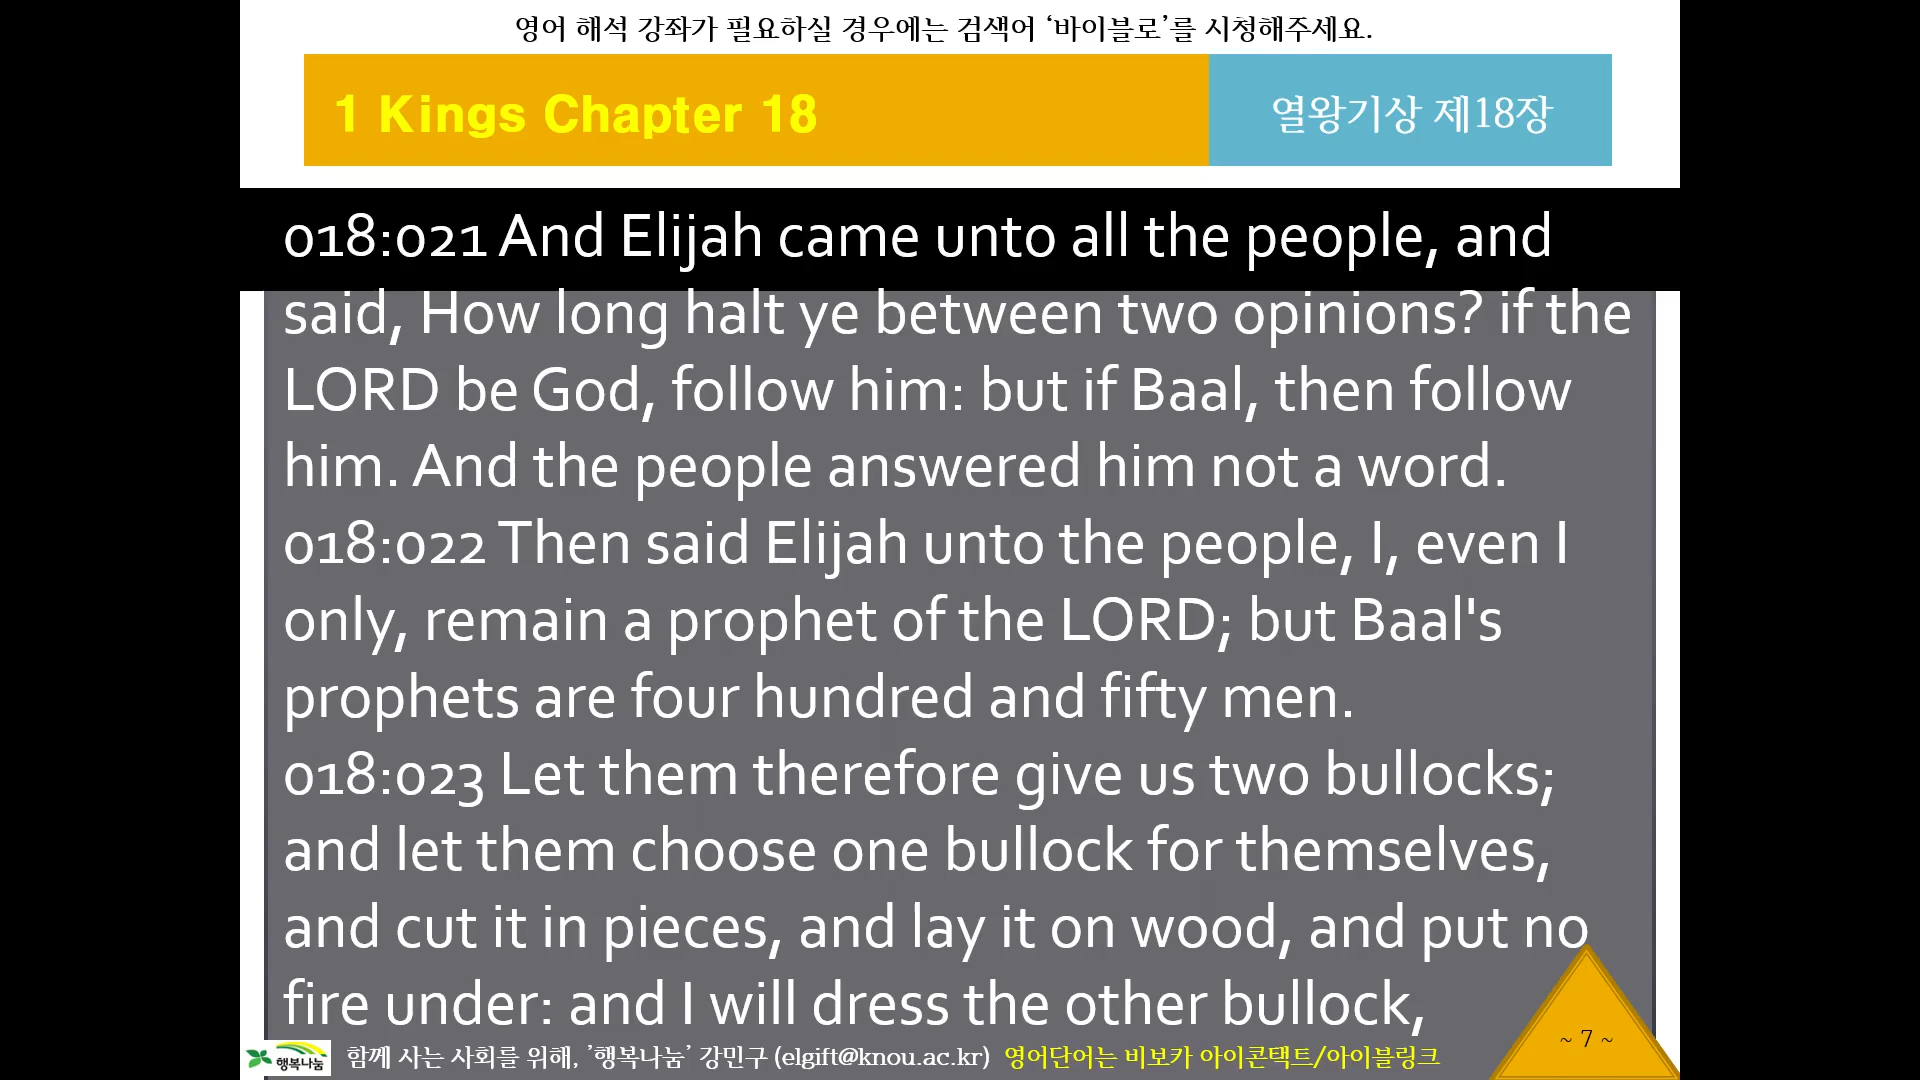 영어 해석 강좌가 필요하실 경우에는 검색어 ‘바이블로’를 시청해주세요.
1 Kings Chapter 18
열왕기상 제18장
018:021 And Elijah came unto all the people, and
said, How long halt ye between two opinions? if the
LORD be God, follow him: but if Baal, then follow
him. And the people answered him not a word.
018:022 Then said Elijah unto the people, I, even I
only, remain a prophet of the LORD; but Baal's
prophets are four hundred and fifty men.
018:023 Let them therefore give us two bullocks;
and let them choose one bullock for themselves,
and cut it in pieces, and lay it on wood, and put no
fire under: and I will dress the other bullock,
~ 7 ~
행복나눔
함께 사는 사회를 위해, ’행복나눔’ 강민구 (elgift@knou.ac.kr) 영어단어는 비보카 아이콘택트/아이블링크